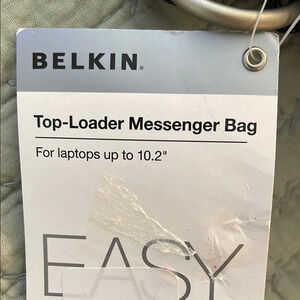 BELKIN.
Top-Loader Messenger Bag
For laptops up to 10.2"
EASY